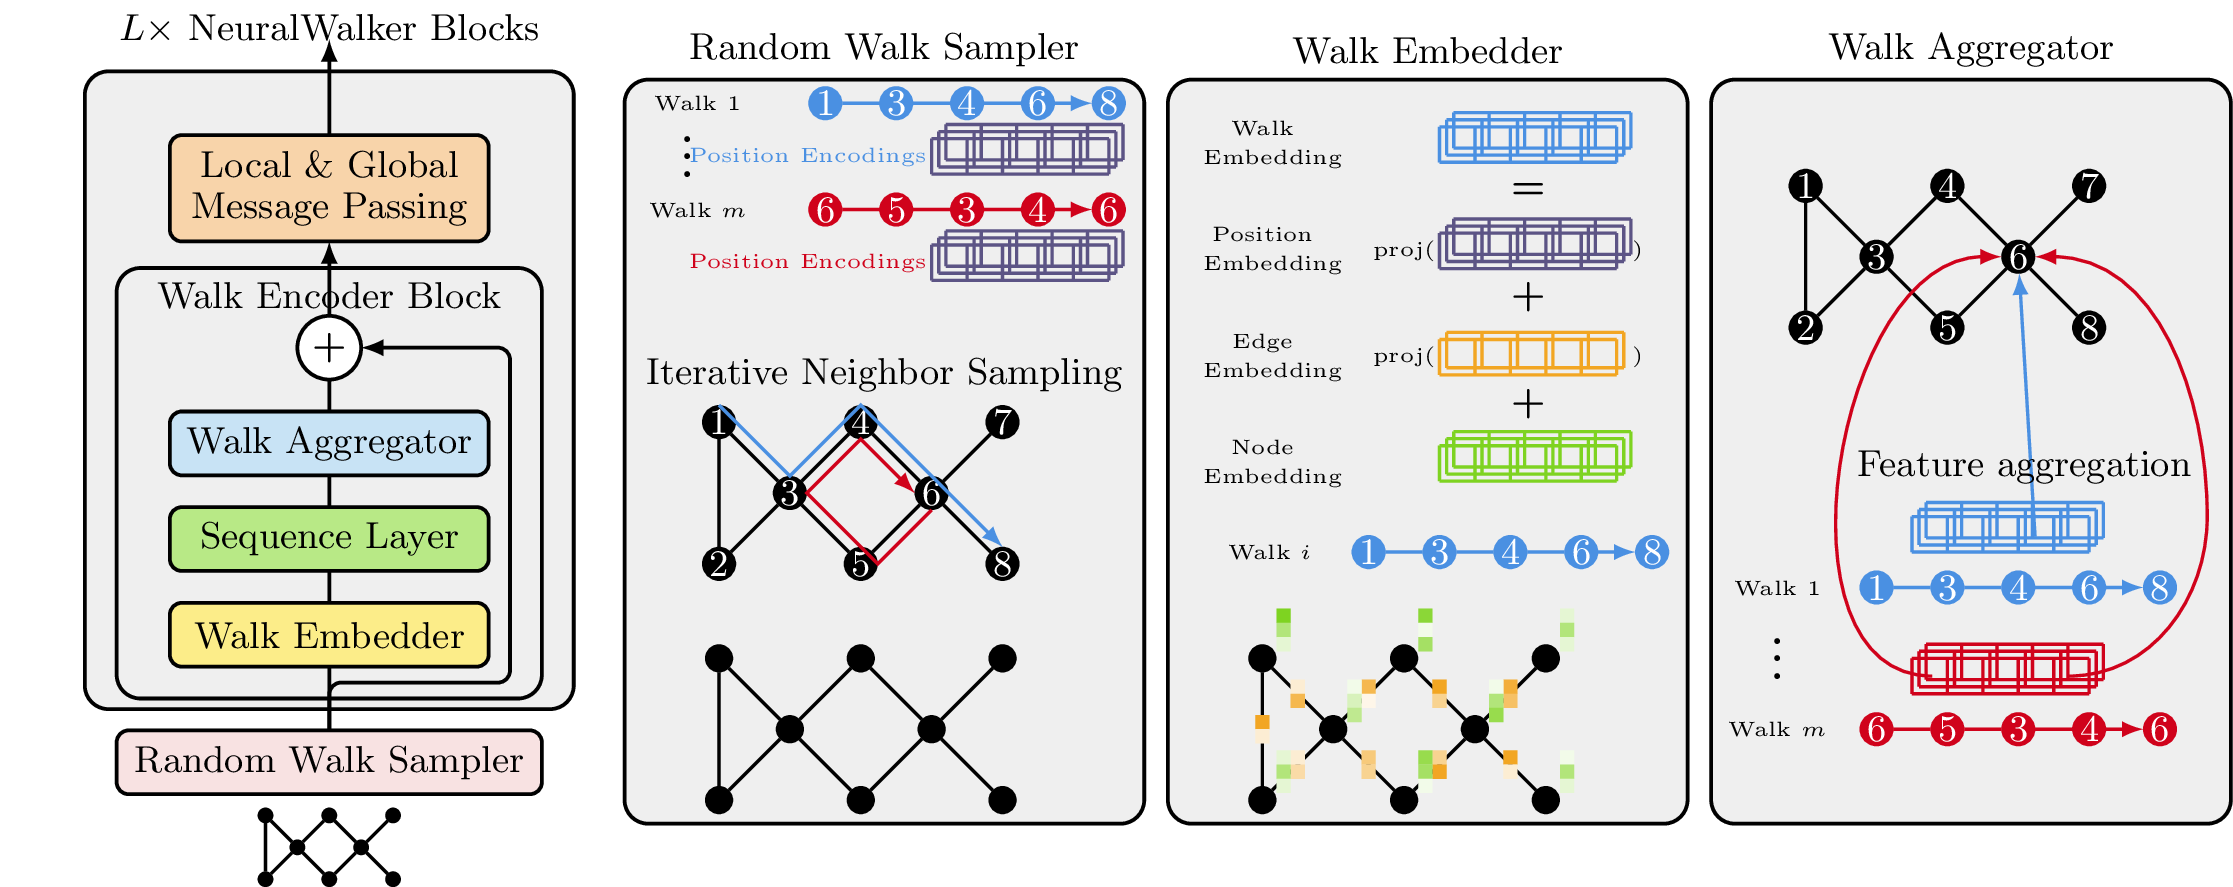 L× NeuralWalker Blocks
Local & Global
Message Passing
Walk Encoder Block
+
Walk Aggregator
Sequence Layer
Walk Embedder
Random Walk Sampler
Random Walk Sampler
Walk 1
1 3 4 6 8
⋮
Position Encodings
Walk m
6 5 3 4 6
Position Encodings
Iterative Neighbor Sampling
1 4 7
3 6
2 5 8
Walk Embedder
Walk
Embedding
=
Position
Embedding
proj( )
+
Edge
Embedding
proj( )
+
Node
Embedding
Walk i
1 3 4 6 8
Walk Aggregator
1 4 7
3 6
2 5 8
Feature aggregation
Walk 1
1 3 4 6 8
⋮
Walk m
6 5 3 4 6